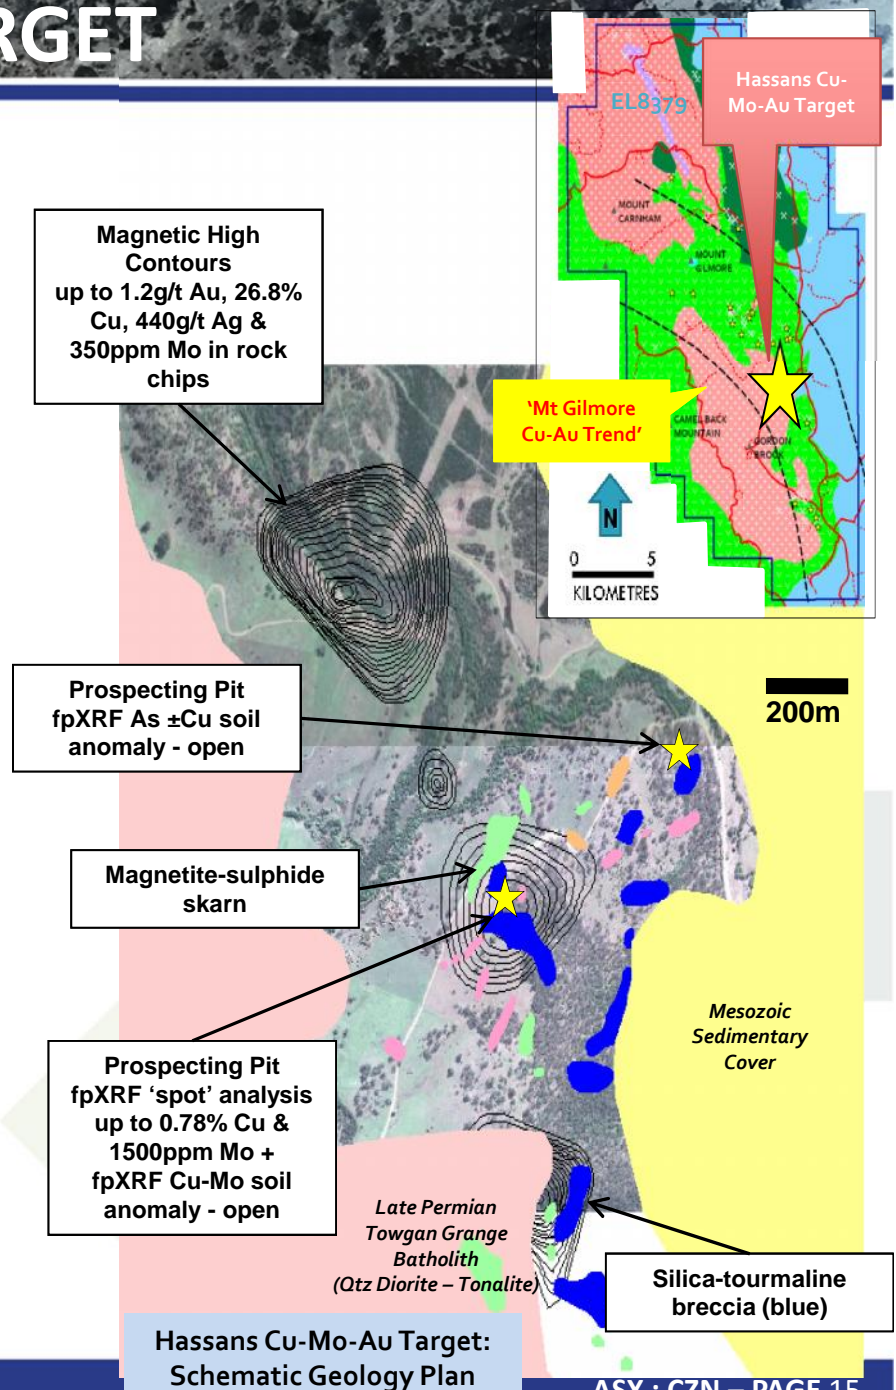 RGET
Hassans Cu-
Mo-Au Target
EL8379
MOUNT
CARNHAM
MOUNT
GILMORE
'Mt Gilmore
Cu-Au Trend'
CAMEL BACK
MOUNTAIN
GORDON
BROCK
N
0 5
KILOMETRES
Magnetic High
Contours
up to 1.2g/t Au, 26.8%
Cu, 440g/t Ag &
350ppm Mo in rock
chips
Prospecting Pit
fpXRF As ±Cu soil
anomaly - open
200m
Magnetite-sulphide
skarn
Mesozoic
Sedimentary
Cover
Prospecting Pit
fpXRF ‘spot’ analysis
up to 0.78% Cu &
1500ppm Mo +
fpXRF Cu-Mo soil
anomaly - open
Late Permian
Towgan Grange
Batholith
(Qtz Diorite – Tonalite)
Silica-tourmaline
breccia (blue)
Hassans Cu-Mo-Au Target:
Schematic Geology Plan
ASX : CZN – PAGE 15